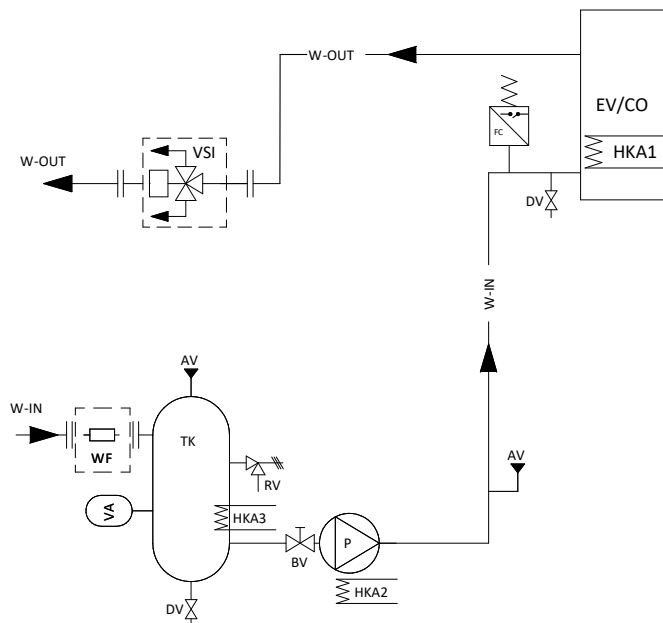 W-OUT
EV/CO
FC
VSI
HKA1
W-OUT
DV
W-IN
AV
W-IN
TK
WF
AV
RV
VA
HKA3
P
BV
HKA2
DV